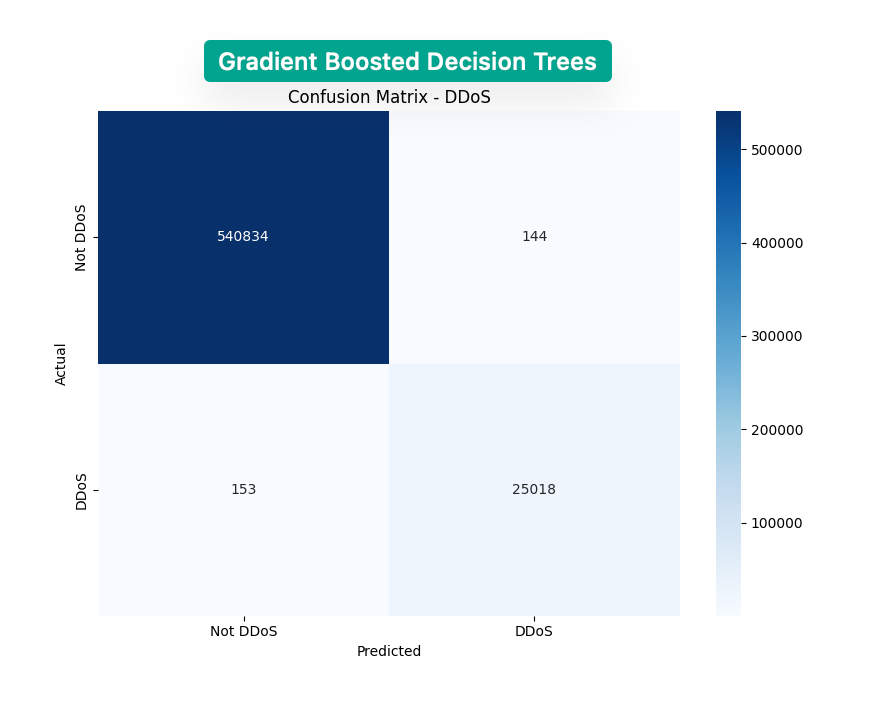 Gradient Boosted Decision Trees
Confusion Matrix - DDoS
Actual
Not DDoS
540834
144
DDoS
153
25018
Not DDoS
DDoS
Predicted
500000
400000
300000
200000
100000